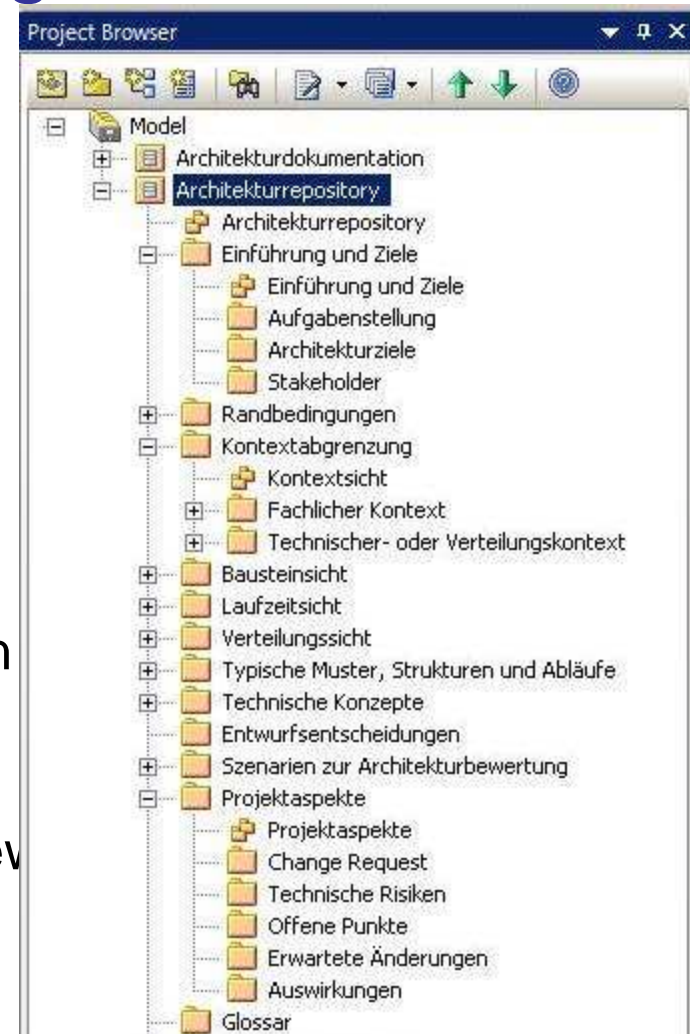 Project Browser
Model
Architekturdokumentation
Architekturrepository
Architekturrepository
Einführung und Ziele
Einführung und Ziele
Aufgabenstellung
Architekturziele
Stakeholder
Randbedingungen
Kontextabgrenzung
Kontextsicht
Fachlicher Kontext
Technischer- oder Verteilungskontext
Bausteinsicht
Laufzeitsicht
Verteilungssicht
Typische Muster, Strukturen und Abläufe
Technische Konzepte
Entwurfsentscheidungen
Szenarien zur Architekturbewertung
Projektaspekte
Projektaspekte
Change Request
Technische Risiken
Offene Punkte
Erwartete Änderungen
Auswirkungen
Glossar